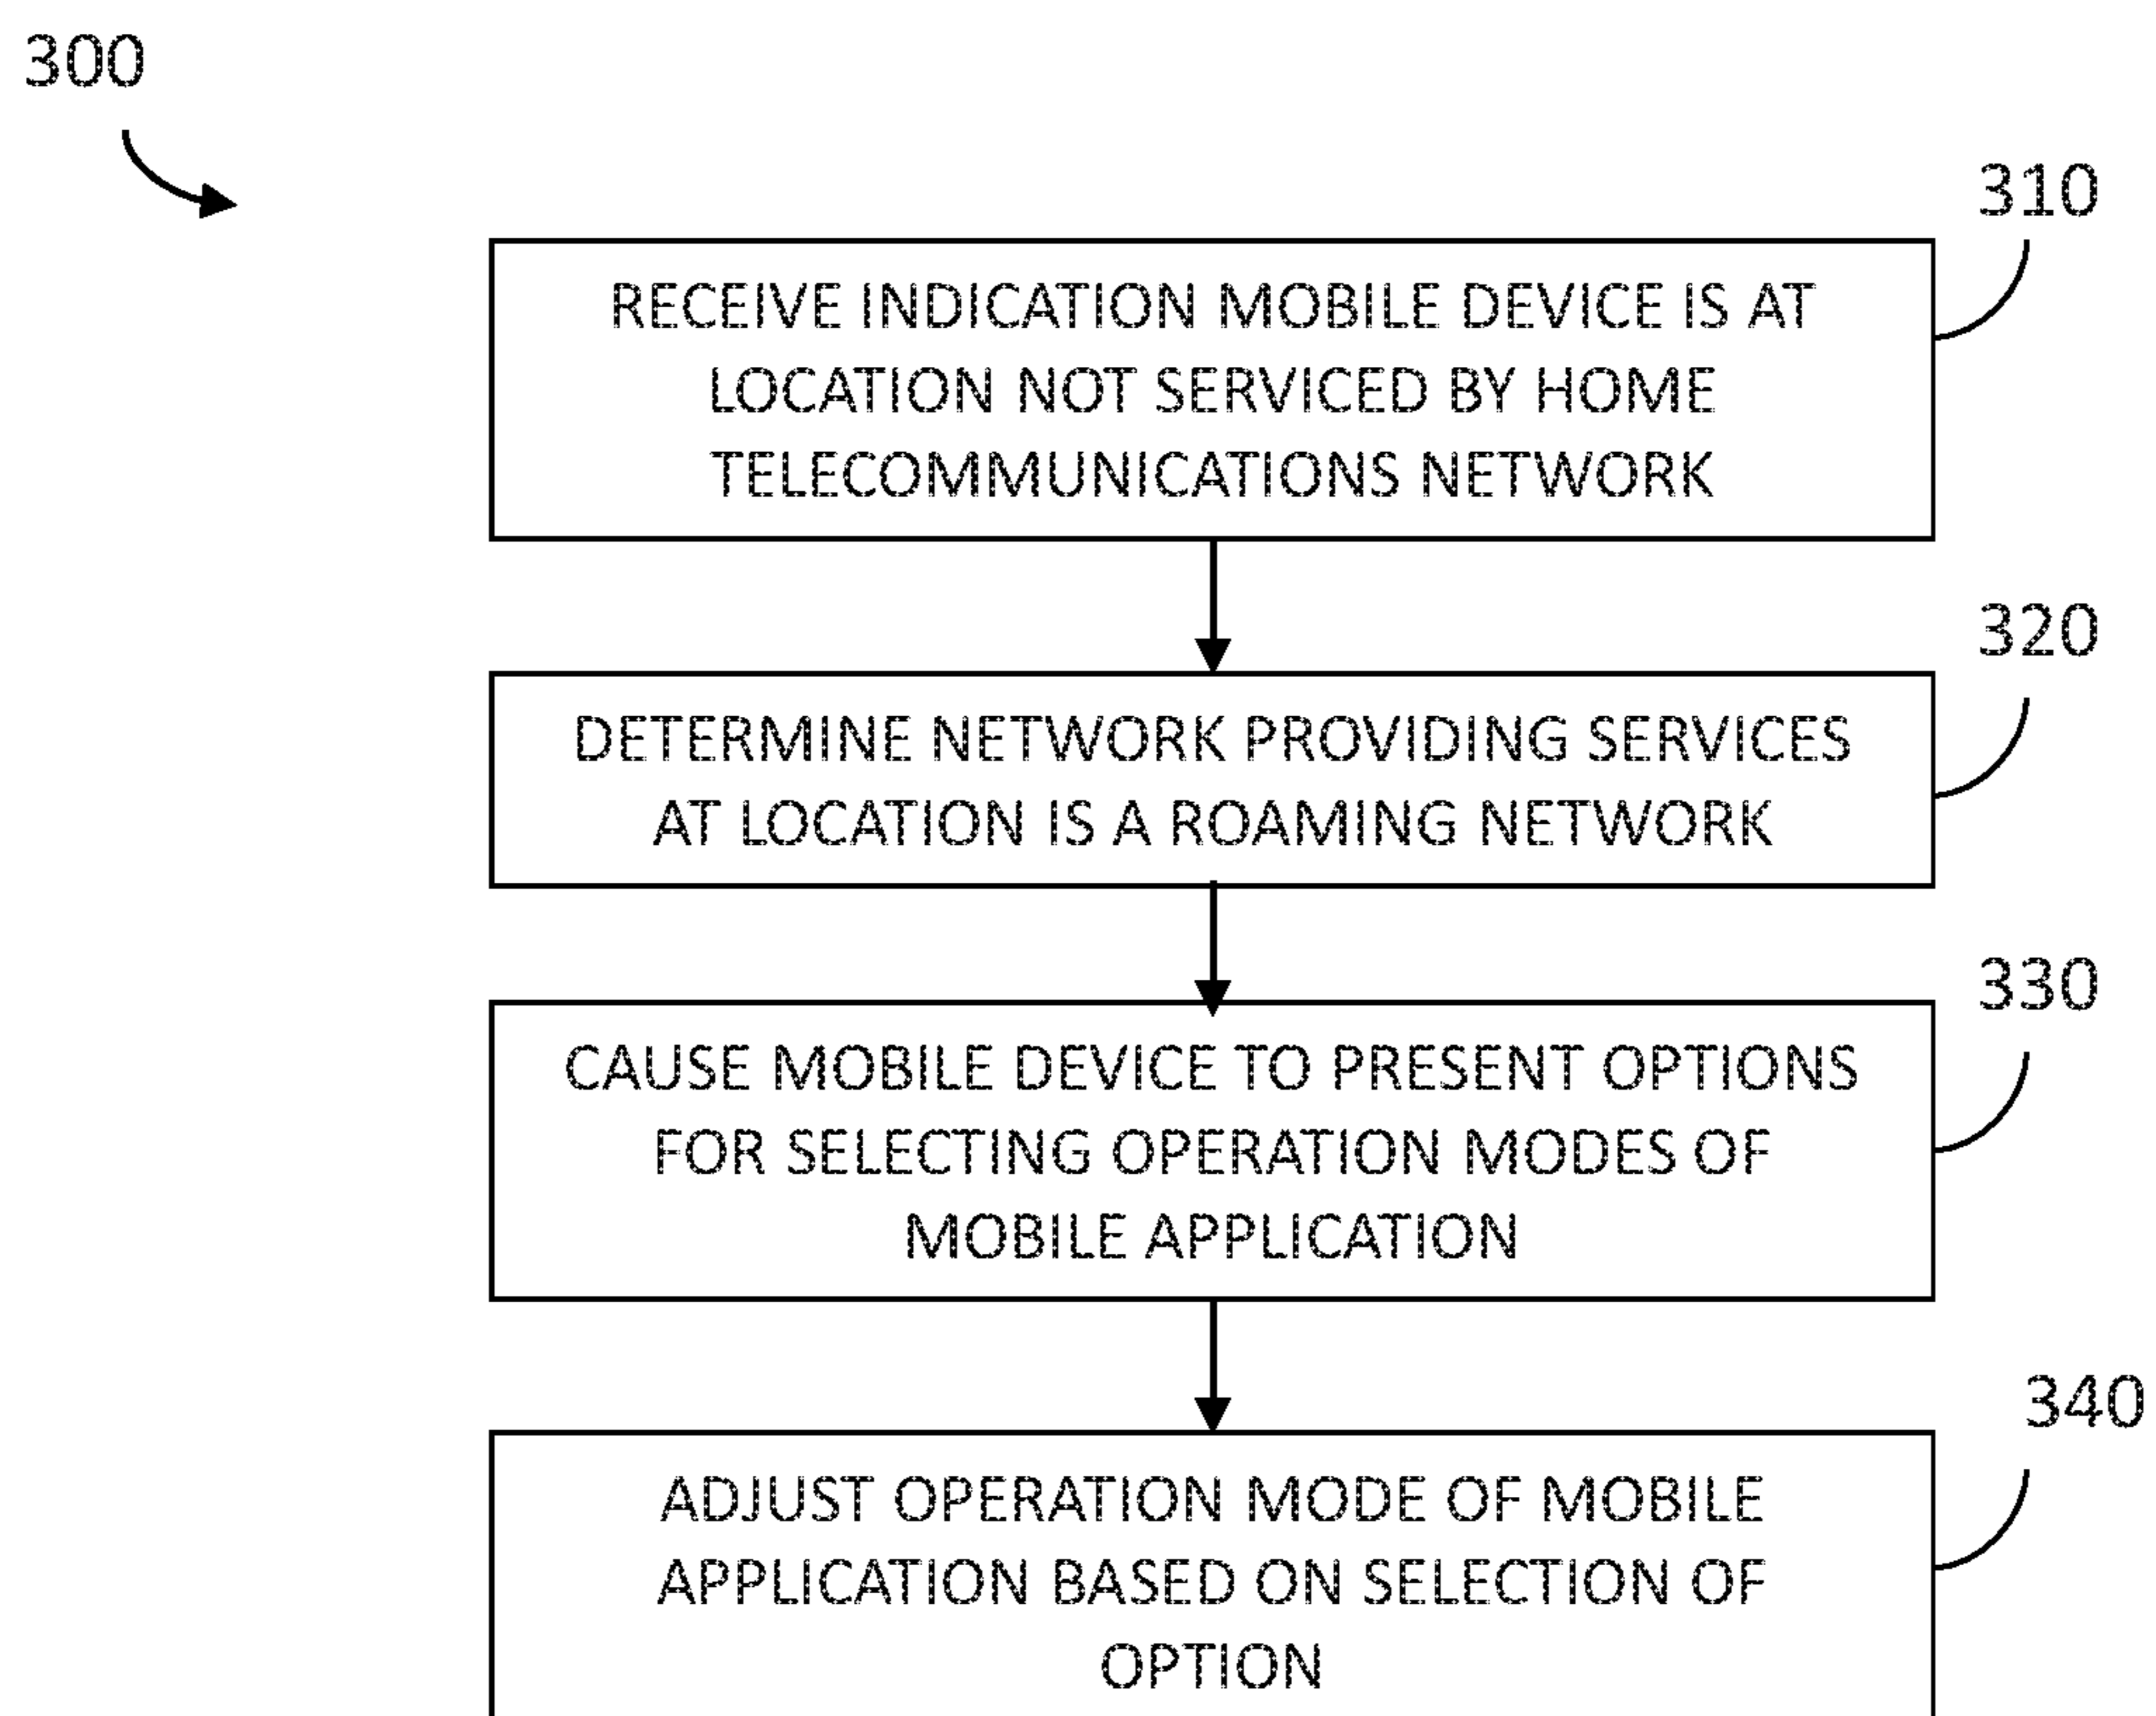 300
310
RECEIVE INDICATION MOBILE DEVICE IS AT
LOCATION NOT SERVICED BY HOME
TELECOMMUNICATIONS NETWORK
320
DETERMINE NETWORK PROVIDING SERVICES
AT LOCATION IS A ROAMING NETWORK
330
CAUSE MOBILE DEVICE TO PRESENT OPTIONS
FOR SELECTING OPERATION MODES OF
MOBILE APPLICATION
340
ADJUST OPERATION MODE OF MOBILE
APPLICATION BASED ON SELECTION OF
OPTION